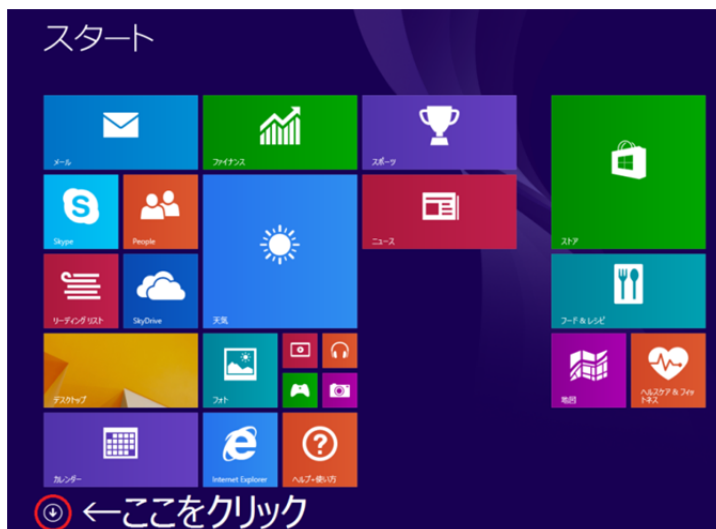 スタート
メール
ファイナンス
スポーツ
Skype
People
天気
ニュース
ストア
リーディング リスト
SkyDrive
フード & レシピ
デスクトップ
フォト
地図
ヘルスケア & フィットネス
カレンダー
Internet Explorer
ヘルプ+使い方
←ここをクリック